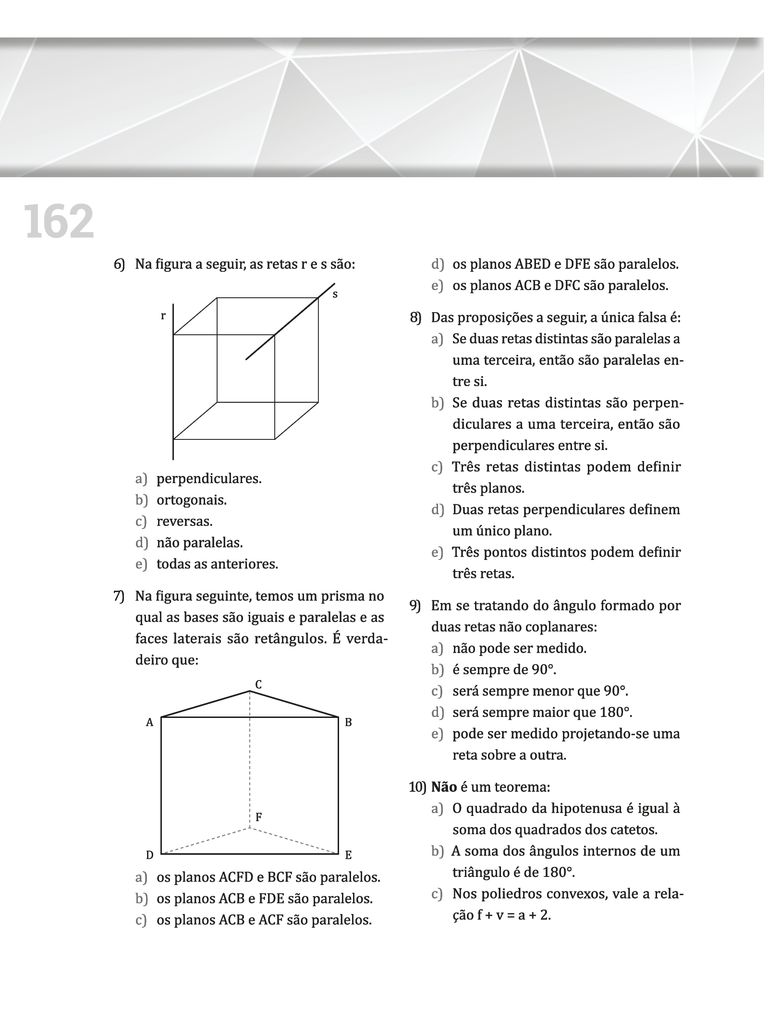 162
6) Na figura a seguir, as retas r e s são:
r
s
a) perpendiculares.
b) ortogonais.
c) reversas.
d) não paralelas.
e) todas as anteriores.
7) Na figura seguinte, temos um prisma no
qual as bases são iguais e paralelas e as
faces laterais são retângulos. É verda-
deiro que:
C
A
B
F
D
E
a) os planos ACFD e BCF são paralelos.
b) os planos ACB e FDE são paralelos.
c) os planos ACB e ACF são paralelos.
d) os planos ABED e DFE são paralelos.
e) os planos ACB e DFC são paralelos.
8) Das proposições a seguir, a única falsa é:
a) Se duas retas distintas são paralelas a
uma terceira, então são paralelas en-
tre si.
b) Se duas retas distintas são perpen-
diculares a uma terceira, então são
perpendiculares entre si.
c) Três retas distintas podem definir
três planos.
d) Duas retas perpendiculares definem
um único plano.
e) Três pontos distintos podem definir
três retas.
9) Em se tratando do ângulo formado por
duas retas não coplanares:
a) não pode ser medido.
b) é sempre de 90°.
c) será sempre menor que 90°.
d) será sempre maior que 180°.
e) pode ser medido projetando-se uma
reta sobre a outra.
10) Não é um teorema:
a) O quadrado da hipotenusa é igual à
soma dos quadrados dos catetos.
b) A soma dos ângulos internos de um
triângulo é de 180°.
c) Nos poliedros convexos, vale a rela-
ção f + v = a + 2.